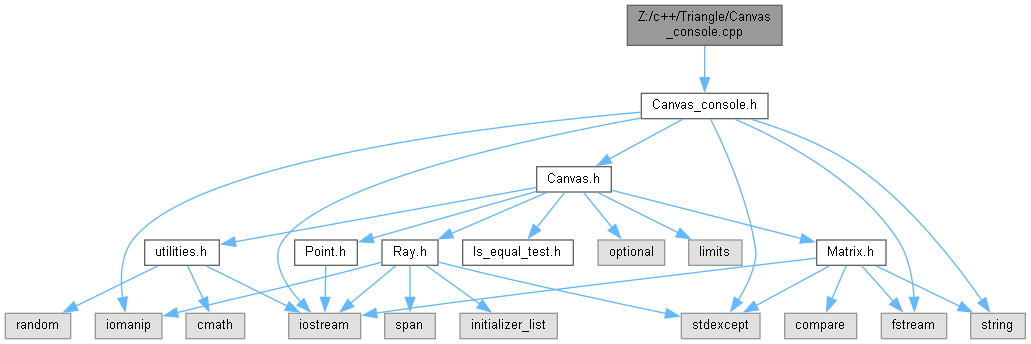 Z:/c++/Triangle/Canvas
_console.cpp
Canvas_console.h
Canvas.h
utilities.h
Point.h
Ray.h
Is_equal_test.h
optional
limits
Matrix.h
random
iomanip
cmath
iostream
span
initializer_list
stdexcept
compare
fstream
string